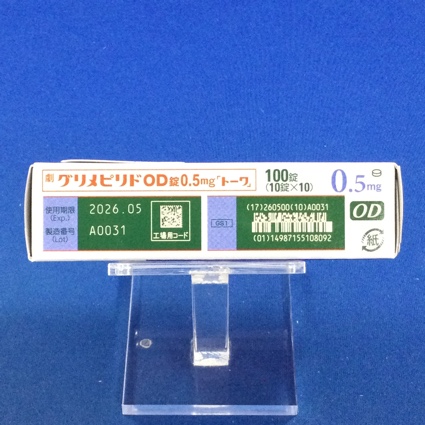 劇 グリメピリドOD錠0.5mg「トーワ」 100錠 0.5mg
(10錠×10)
使用期限 2026.05
(Exp.)
製造番号 A0031
(Lot)
工場用コード
(17)260500(10)A0031
(01)14987155108092
OD
紙